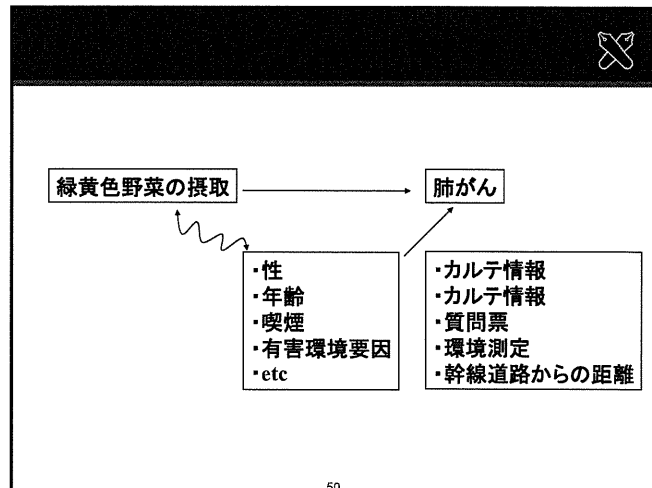 緑黄色野菜の摂取
肺がん
・性
・年齢
・喫煙
・有害環境要因
・etc
・カルテ情報
・カルテ情報
・質問票
・環境測定
・幹線道路からの距離
50